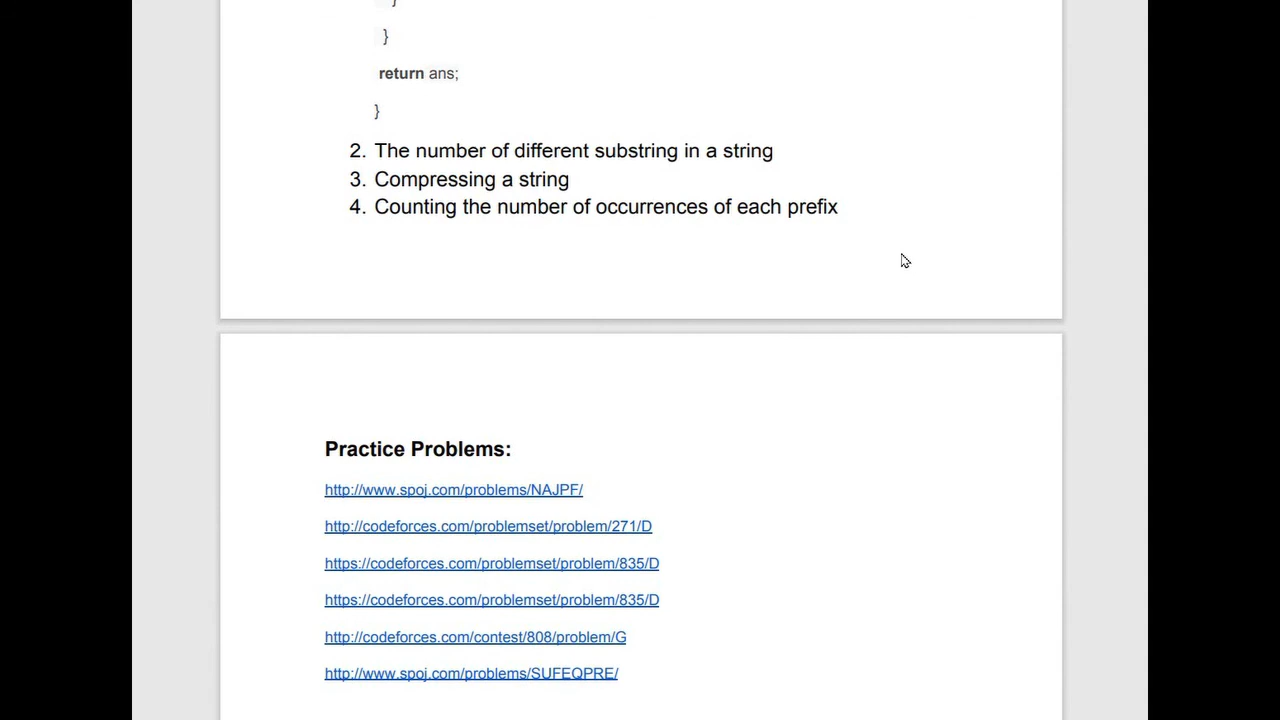 }
}
return ans;
}
2. The number of different substring in a string
3. Compressing a string
4. Counting the number of occurrences of each prefix
Practice Problems:
http://www.spoj.com/problems/NAJPF/
http://codeforces.com/problemset/problem/271/D
https://codeforces.com/problemset/problem/835/D
https://codeforces.com/problemset/problem/835/D
http://codeforces.com/contest/808/problem/G
http://www.spoj.com/problems/SUFEQPRE/